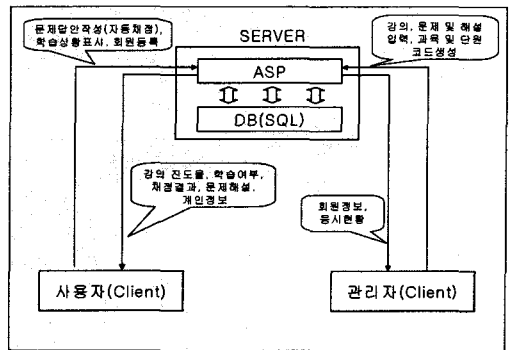 문제답안작성(자동채점),
학습상황표시, 회원등록
SERVER
강의, 문제 및 해설
입력, 과목 및 단원
코드생성
ASP
DB(SQL)
강의 진도율, 학습여부,
채점결과, 문제해설,
개인정보
회원정보,
응시현황
사용자(Client)
관리자(Client)